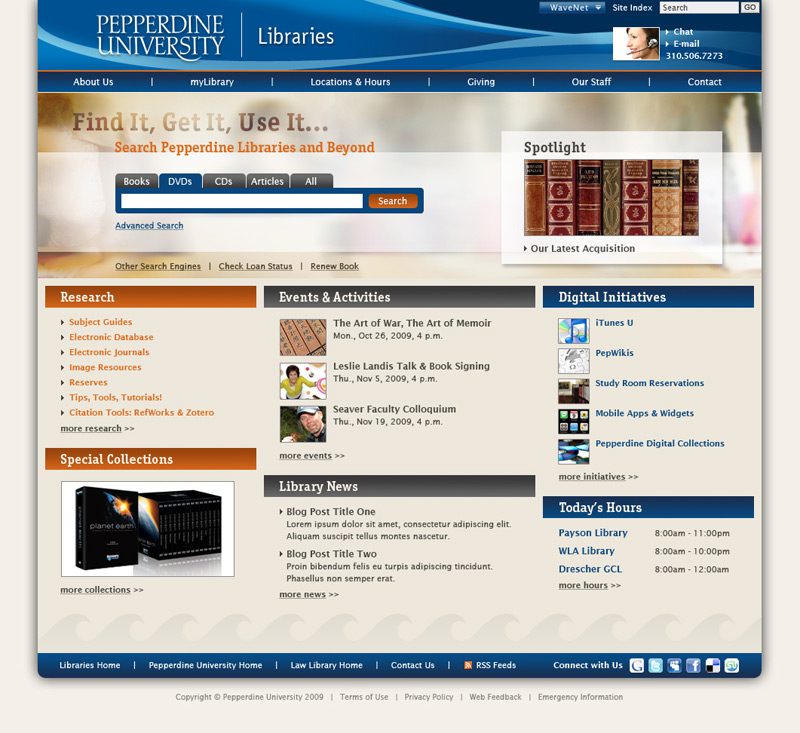 PEPPERDINE
UNIVERSITY
Libraries
WaveNet
Site Index
Search
GO
Chat
E-mail
310.506.7273
About Us | myLibrary | Locations & Hours | Giving | Our Staff | Contact
Find It, Get It, Use It...
Search Pepperdine Libraries and Beyond
Books DVDs CDs Articles All
Search
Advanced Search
Other Search Engines | Check Loan Status | Renew Book
Spotlight
Our Latest Acquisition
Research
Subject Guides
Electronic Database
Electronic Journals
Image Resources
Reserves
Tips, Tools, Tutorials!
Citation Tools: RefWorks & Zotero
more research >>
Special Collections
planet earth
more collections >>
Events & Activities
The Art of War, The Art of Memoir
Mon., Oct 26, 2009, 4 p.m.
Leslie Landis Talk & Book Signing
Thu., Nov 5, 2009, 4 p.m.
Seaver Faculty Colloquium
Thu., Nov 19, 2009, 4 p.m.
more events >>
Library News
Blog Post Title One
Lorem ipsum dolor sit amet, consectetur adipiscing elit.
Aliquam suscipit tellus montes nascetur.
Blog Post Title Two
Proin bibendum felis eu turpis adipiscing tincidunt.
Phasellus non semper erat.
more news >>
Digital Initiatives
iTunes U
PepWikis
Study Room Reservations
Mobile Apps & Widgets
Pepperdine Digital Collections
more initiatives >>
Today's Hours
Payson Library 8:00am - 11:00pm
WLA Library 8:00am - 10:00pm
Drescher GCL 8:00am - 12:00am
more hours >>
Libraries Home | Pepperdine University Home | Law Library Home | Contact Us | RSS Feeds
Connect with Us
Copyright © Pepperdine University 2009 | Terms of Use | Privacy Policy | Web Feedback | Emergency Information